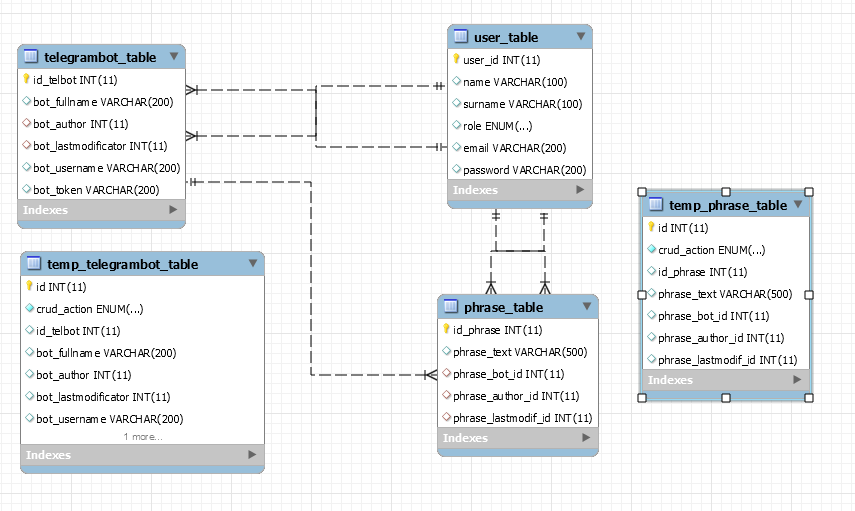 telegrambot_table
id_telbot INT(11)
bot_fullname VARCHAR(200)
bot_author INT(11)
bot_lastmodificator INT(11)
bot_username VARCHAR(200)
bot_token VARCHAR(200)
Indexes
user_table
user_id INT(11)
name VARCHAR(100)
surname VARCHAR(100)
role ENUM(...)
email VARCHAR(200)
password VARCHAR(200)
Indexes
temp_phrase_table
id INT(11)
crud_action ENUM(...)
id_phrase INT(11)
phrase_text VARCHAR(500)
phrase_bot_id INT(11)
phrase_author_id INT(11)
phrase_lastmodif_id INT(11)
Indexes
temp_telegrambot_table
id INT(11)
crud_action ENUM(...)
id_telbot INT(11)
bot_fullname VARCHAR(200)
bot_author INT(11)
bot_lastmodificator INT(11)
bot_username VARCHAR(200)
1 more...
Indexes
phrase_table
id_phrase INT(11)
phrase_text VARCHAR(500)
phrase_bot_id INT(11)
phrase_author_id INT(11)
phrase_lastmodif_id INT(11)
Indexes